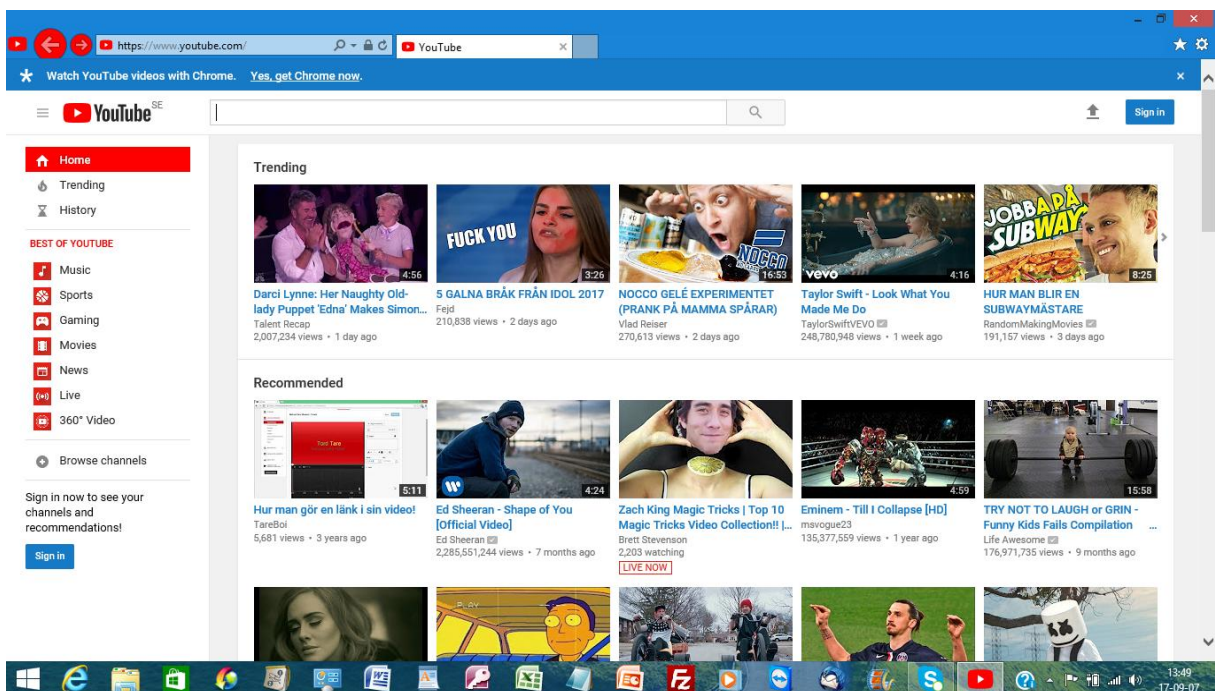 https://www.youtube.com/
YouTube
Watch YouTube videos with Chrome. Yes, get Chrome now.
YouTube SE
Sign in
Home
Trending
History
BEST OF YOUTUBE
Music
Sports
Gaming
Movies
News
Live
360° Video
Browse channels
Sign in now to see your
channels and
recommendations!
Sign in
Trending
FUCK YOU
NOCCO
vevo
JOBBA PÅ
SUBWAY
4:56
3:26
16:53
4:16
8:25
Darci Lynne: Her Naughty Old-
lady Puppet 'Edna' Makes Simon...
Talent Recap
2,007,234 views • 1 day ago
5 GALNA BRÅK FRÅN IDOL 2017
Fejd
210,838 views • 2 days ago
NOCCO GELÉ EXPERIMENTET
(PRANK PÅ MAMMA SPÅRAR)
Vlad Reiser
270,613 views • 2 days ago
Taylor Swift - Look What You
Made Me Do
TaylorSwiftVEVO
248,780,948 views • 1 week ago
HUR MAN BLIR EN
SUBWAYMÄSTARE
RandomMakingMovies
191,157 views • 3 days ago
Recommended
Tord Tare
5:11
4:24
4:59
15:58
Hur man gör en länk i sin video!
TareBoi
5,681 views • 3 years ago
Ed Sheeran - Shape of You
[Official Video]
Ed Sheeran
2,285,551,244 views • 7 months ago
Zach King Magic Tricks | Top 10
Magic Tricks Video Collection!! |...
Brett Stevenson
2,203 watching
LIVE NOW
Eminem - Till I Collapse [HD]
msvogue23
135,377,559 views • 1 year ago
TRY NOT TO LAUGH or GRIN -
Funny Kids Fails Compilation ...
Life Awesome
176,971,735 views • 9 months ago
PLAY
13:49
17-09-07